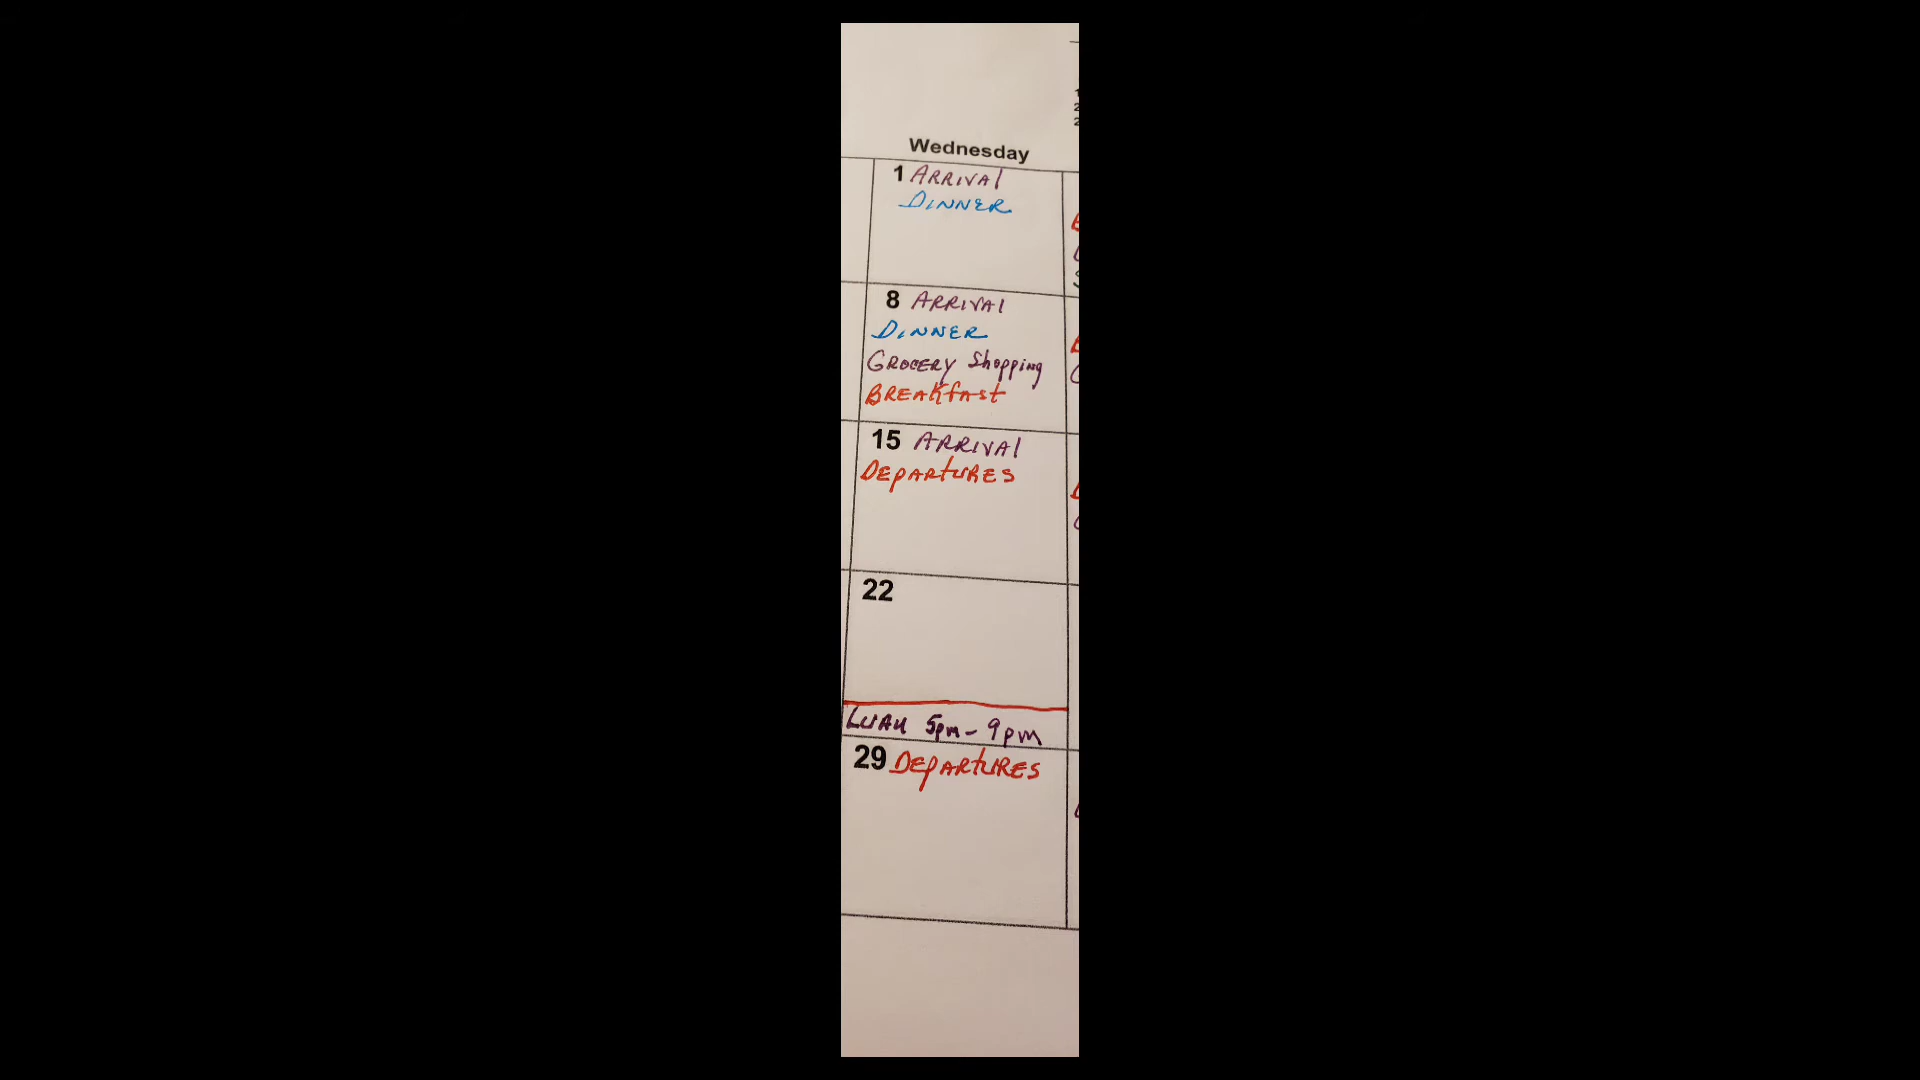 Wednesday
1 ARRIVAL
DINNER
8 ARRIVAL
DINNER
GROCERY Shopping
BREAKfAST
15 ARRIVAL
DEPARTURES
22
LUAU 5pm - 9pm
29 DEPARTURES